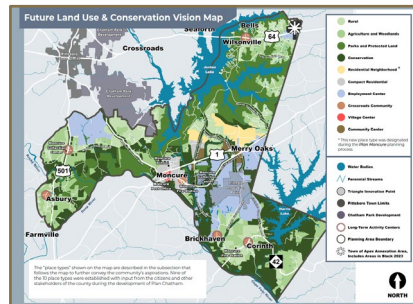 Future Land Use & Conservation Vision Map
Seaforth
Bells
Wilsonville
64
Crossroads
501
1
Merry Oaks
Moncure
Asbury
Farmville
Brickhaven
Corinth
42
Lake
Rural
Agriculture and Woodlands
Parks and Protected Land
Conservation
Residential Neighborhood *
Compact Residential
Employment Center
Crossroads Community
Village Center
Community Center
* This new place type was designated
during the Plan Moncure planning
process.
Water Bodies
Perennial Streams
Triangle Innovation Point
Pittsboro Town Limits
Chatham Park Development
Long-Term Activity Centers
Planning Area Boundary
Town of Apex Annexation Area,
Includes Areas in Black 2023
The "place types" shown on the map are described in the subsection that
follows the map to further convey the community's aspirations. Nine of
the 10 place types were established with input from the citizens and other
stakeholders of the county during the development of Plan Chatham.
NORTH